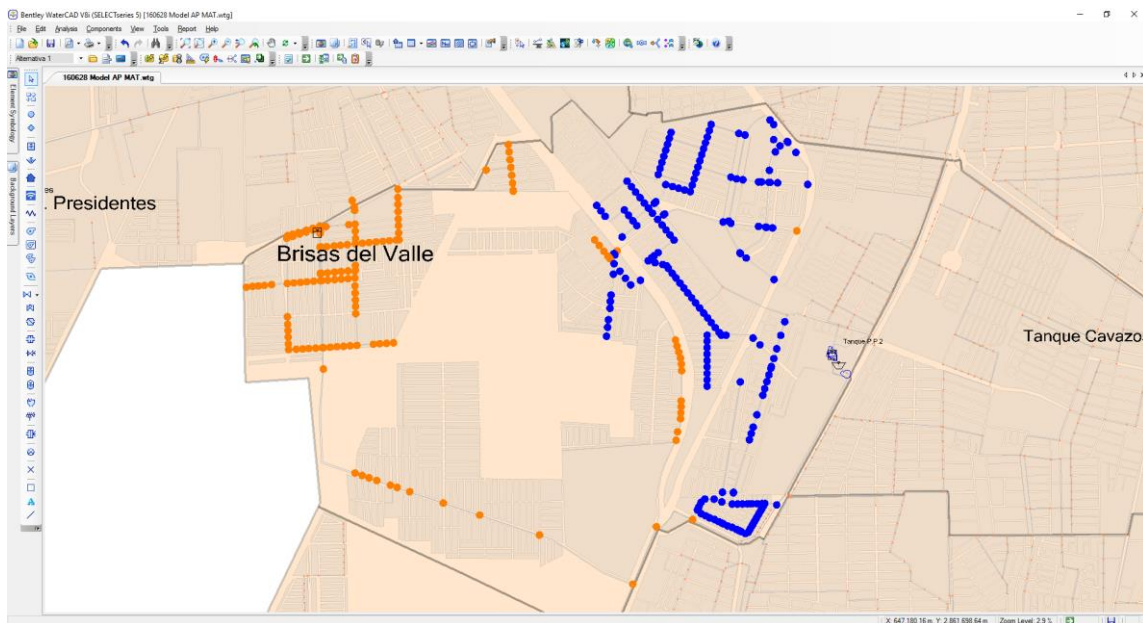 Bentley WaterCAD V8i (SELECTseries 5) [160628 Model AP MAT.wtg]
File Edit Analysis Components View Tools Report Help
Alternativa 1
160628 Model AP MAT.wtg
Element Symbology
Background Layers
es
. Presidentes
Brisas del Valle
Tanque P.P.2
Tanque Cavazo
X: 647,180.16 m, Y: 2,861,698.64 m Zoom Level: 2.9 %